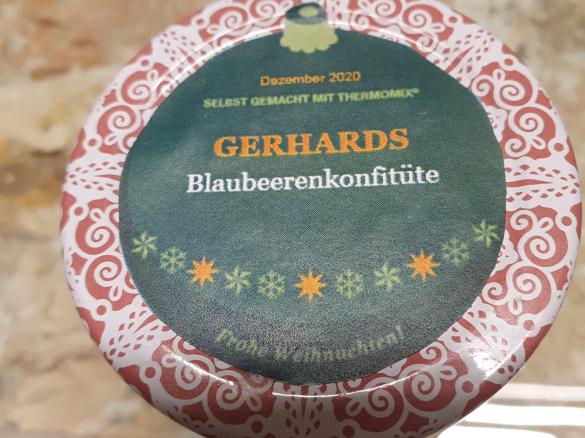 Dezember 2020
SELBST GEMACHT MIT THERMOMIX®
GERHARDS
Blaubeerenkonfitüte
Frohe Weihnachten!